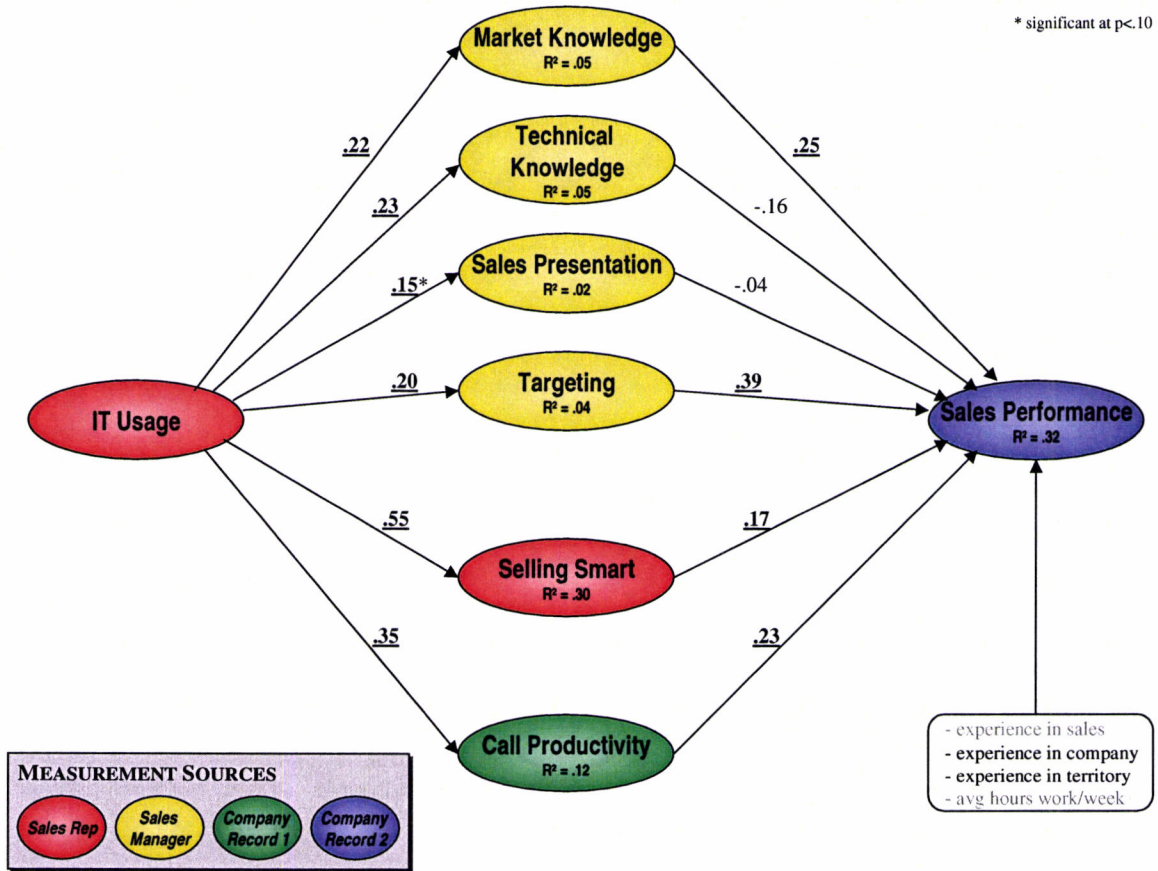 * significant at p<.10
Market Knowledge
R² = .05
.22
.25
Technical
Knowledge
R² = .05
.23
-.16
Sales Presentation
R² = .02
.15*
-.04
Targeting
R² = .04
.20
.39
IT Usage
Sales Performance
R² = .32
.55
.17
Selling Smart
R² = .30
.35
.23
Call Productivity
R² = .12
- experience in sales
- experience in company
- experience in territory
- avg hours work/week
MEASUREMENT SOURCES
Sales Rep
Sales
Manager
Company
Record 1
Company
Record 2